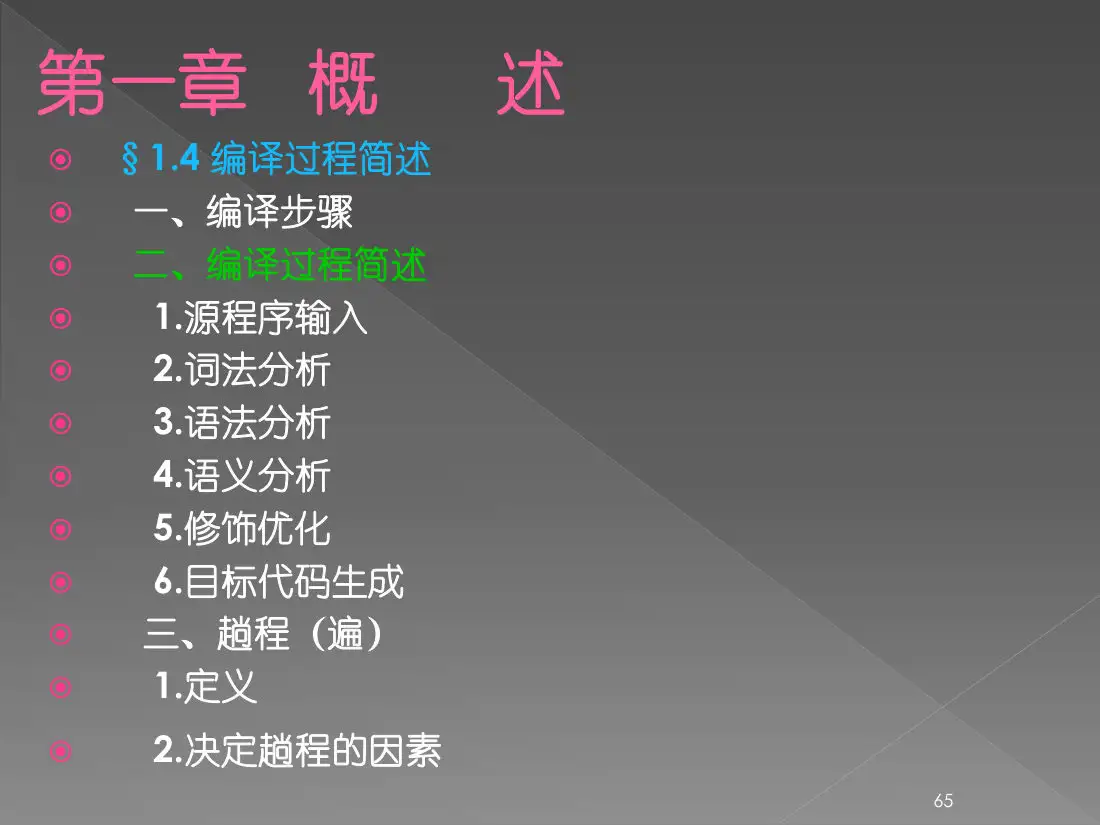 第一章 概 述
§1.4 编译过程简述
一、编译步骤
二、编译过程简述
1.源程序输入
2.词法分析
3.语法分析
4.语义分析
5.修饰优化
6.目标代码生成
三、趟程（遍）
1.定义
2.决定趟程的因素
65